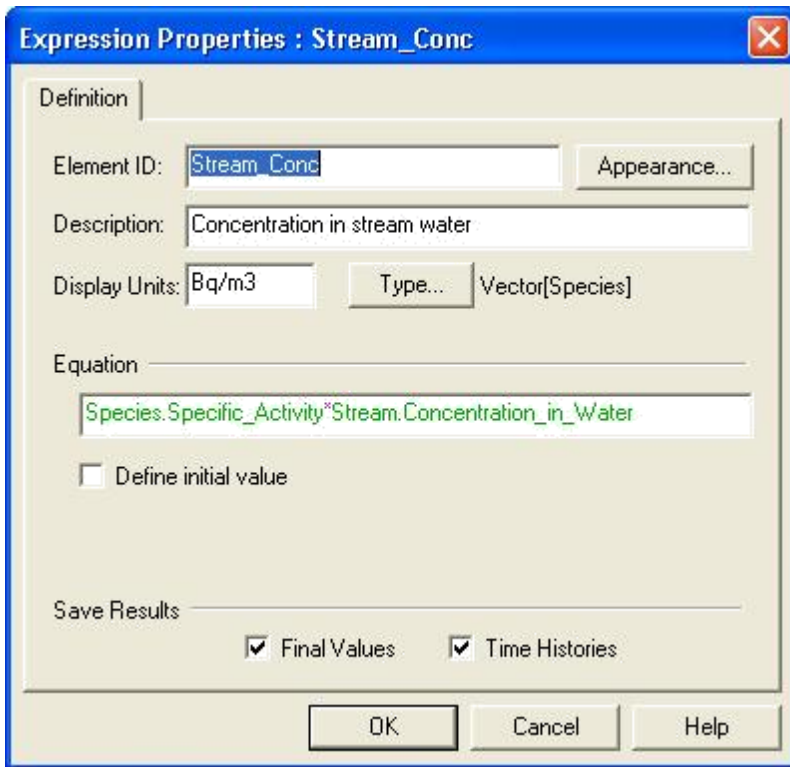 Expression Properties : Stream_Conc
Definition
Element ID: Stream_Conc Appearance...
Description: Concentration in stream water
Display Units: Bq/m3 Type... Vector[Species]
Equation
Species.Specific_Activity*Stream.Concentration_in_Water
Define initial value
Save Results
Final Values Time Histories
OK Cancel Help